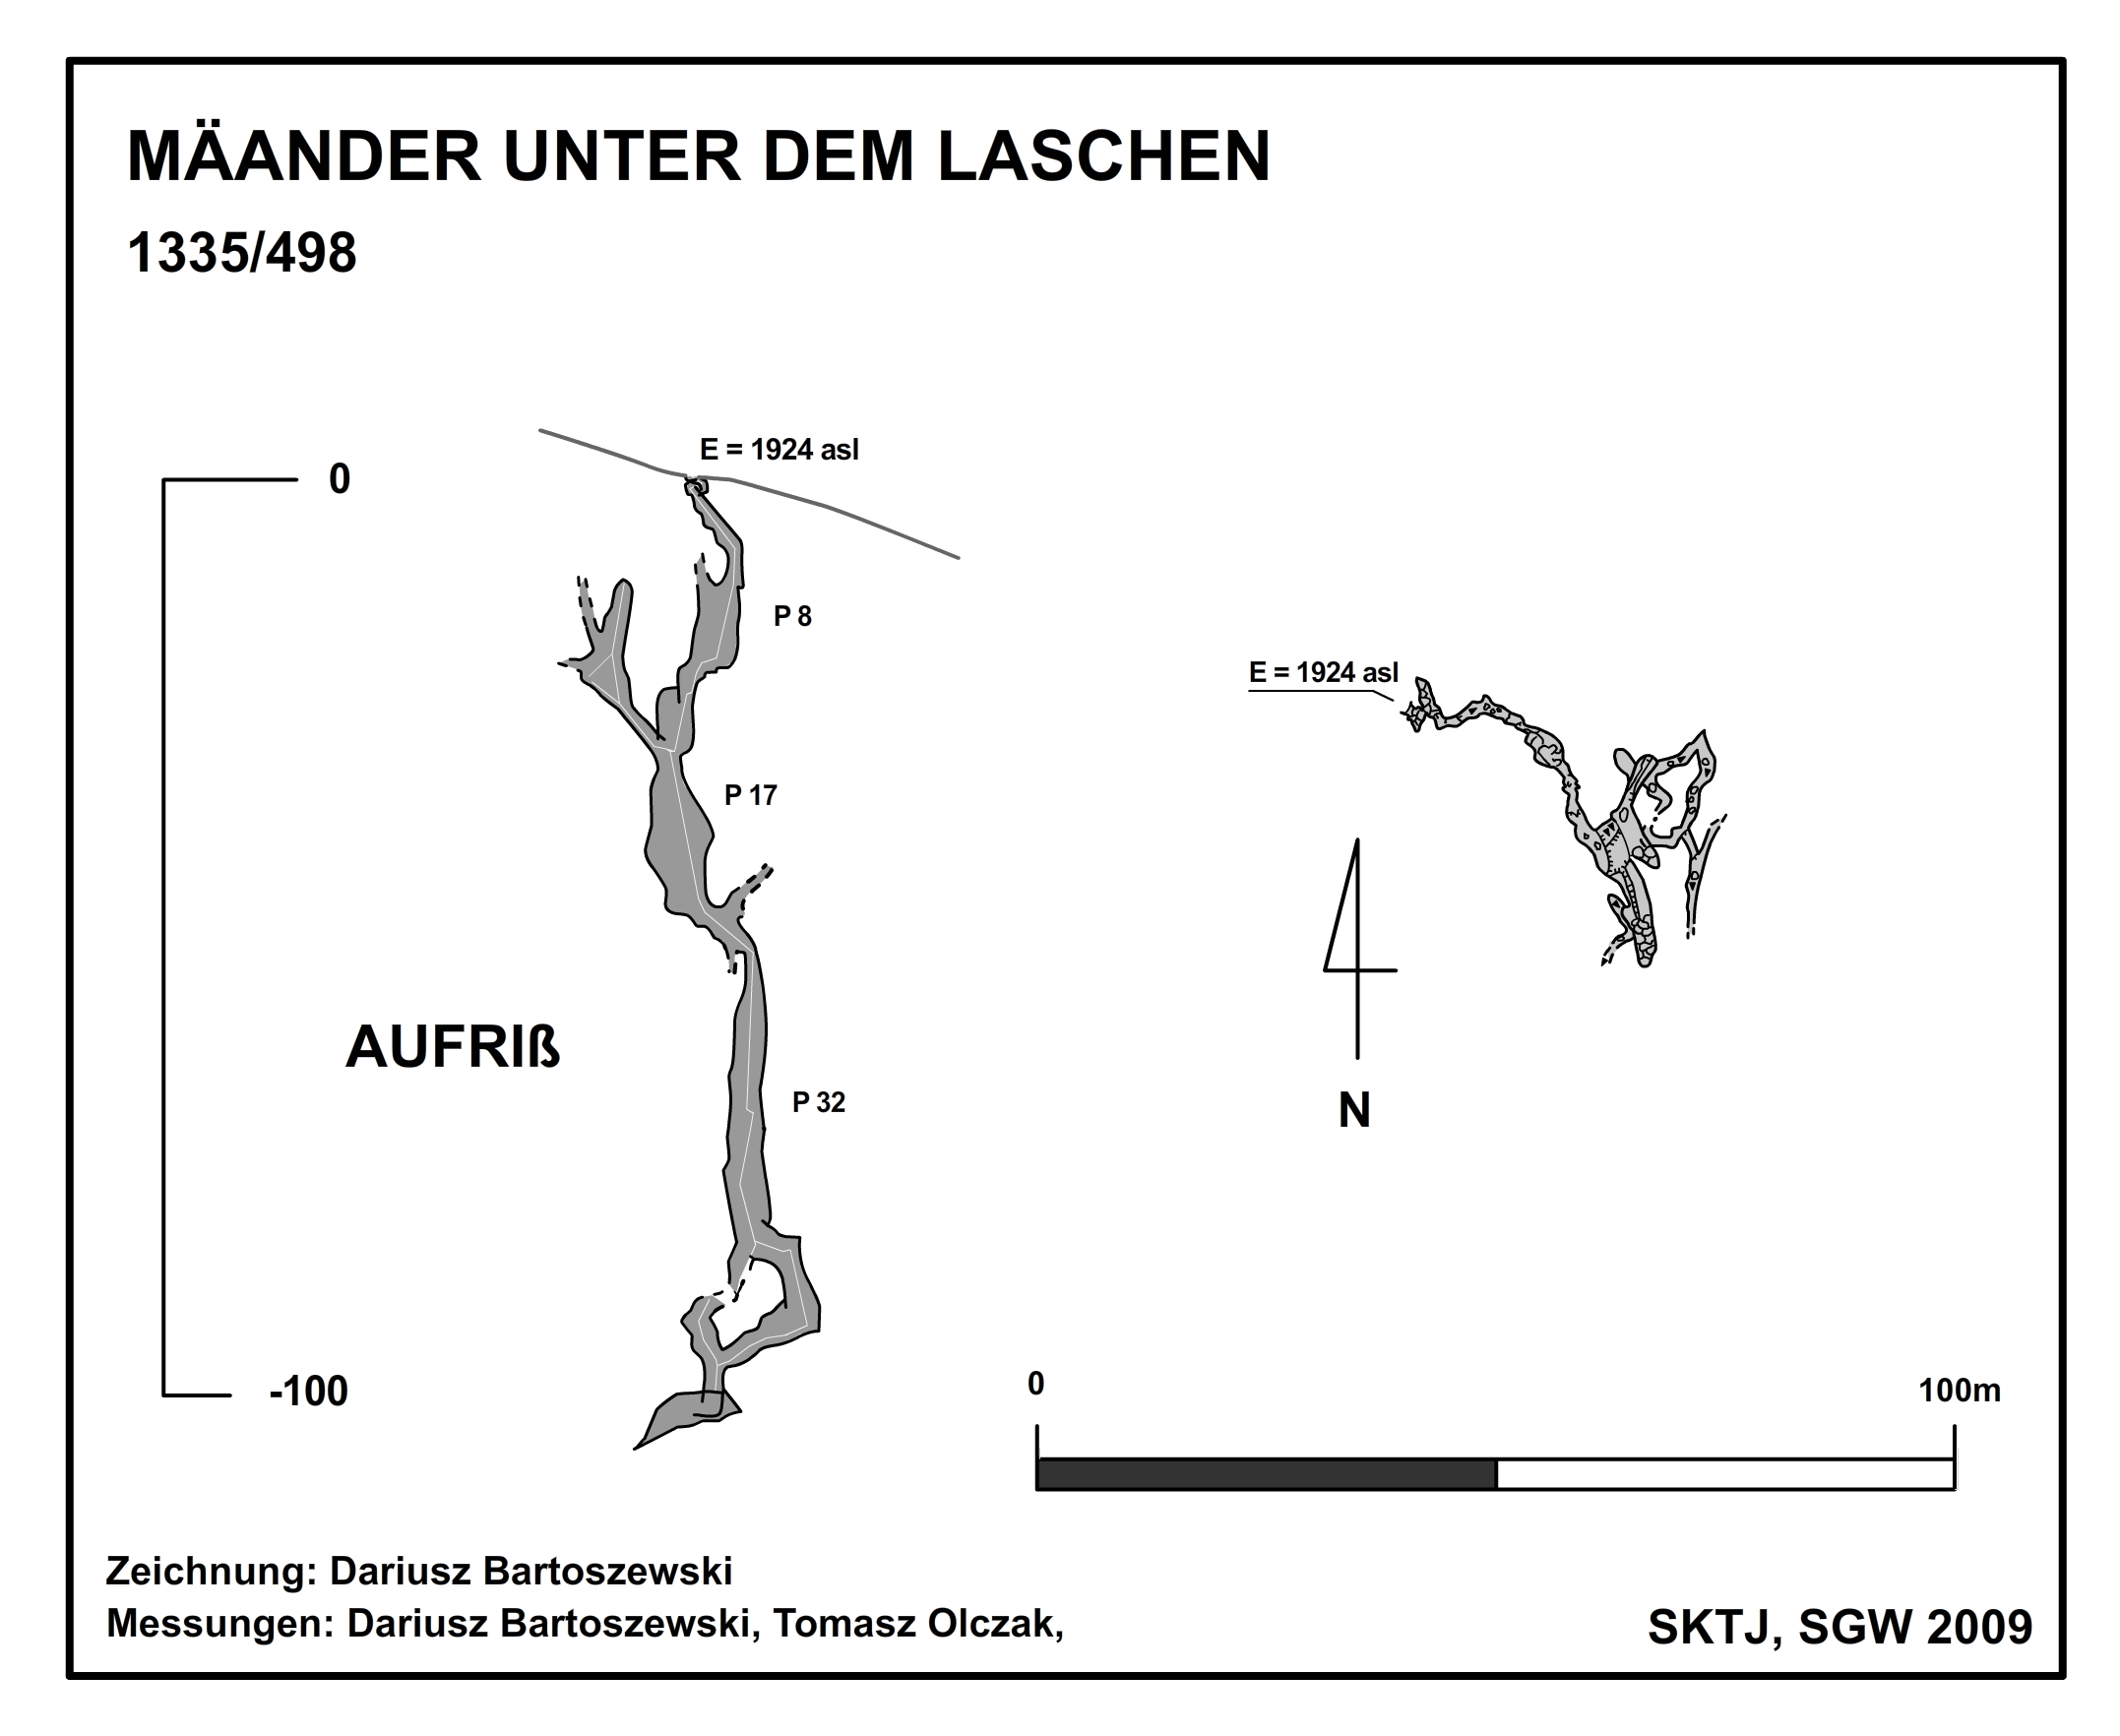 MÄANDER UNTER DEM LASCHEN
1335/498
E = 1924 asl
0
P 8
E = 1924 asl
P 17
AUFRIß
P 32
N
-100
0
100m
Zeichnung: Dariusz Bartoszewski
Messungen: Dariusz Bartoszewski, Tomasz Olczak,
SKTJ, SGW 2009